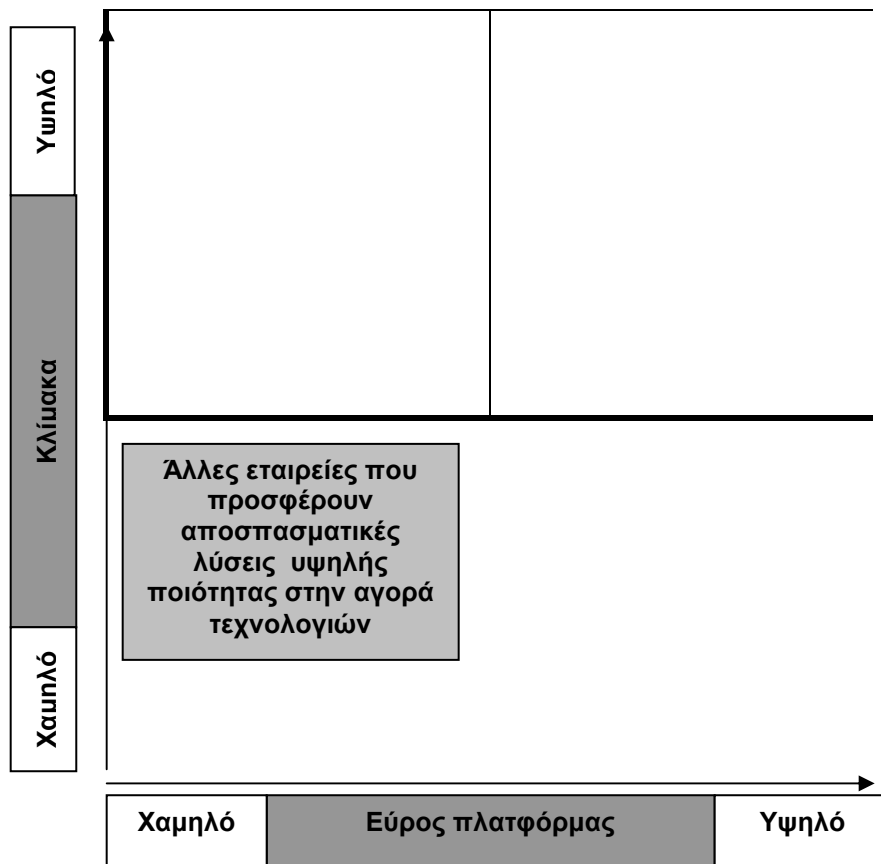 Υψηλό
Κλίμακα
Χαμηλό
Άλλες εταιρείες που
προσφέρουν
αποσπασματικές
λύσεις υψηλής
ποιότητας στην αγορά
τεχνολογιών
Χαμηλό
Εύρος πλατφόρμας
Υψηλό